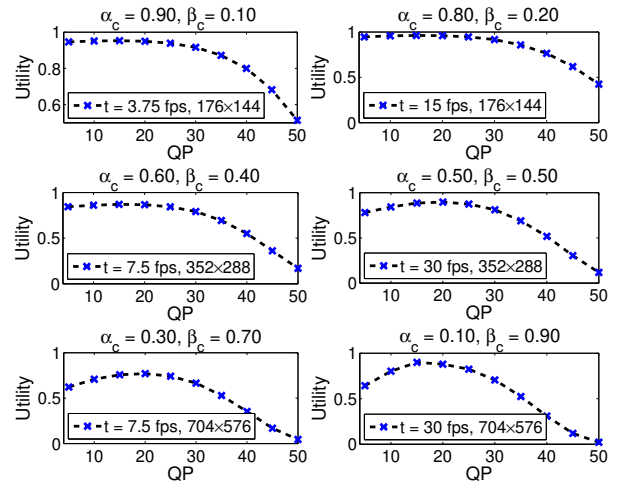 α_c = 0.90, β_c = 0.10
1
0.8
0.6
Utility
t = 3.75 fps, 176×144
10 20 30 40 50
QP
α_c = 0.80, β_c = 0.20
1
0.5
0
Utility
t = 15 fps, 176×144
10 20 30 40 50
QP
α_c = 0.60, β_c = 0.40
1
0.5
0
Utility
t = 7.5 fps, 352×288
10 20 30 40 50
QP
α_c = 0.50, β_c = 0.50
1
0.5
0
Utility
t = 30 fps, 352×288
10 20 30 40 50
QP
α_c = 0.30, β_c = 0.70
1
0.5
0
Utility
t = 7.5 fps, 704×576
10 20 30 40 50
QP
α_c = 0.10, β_c = 0.90
1
0.5
0
Utility
t = 30 fps, 704×576
10 20 30 40 50
QP